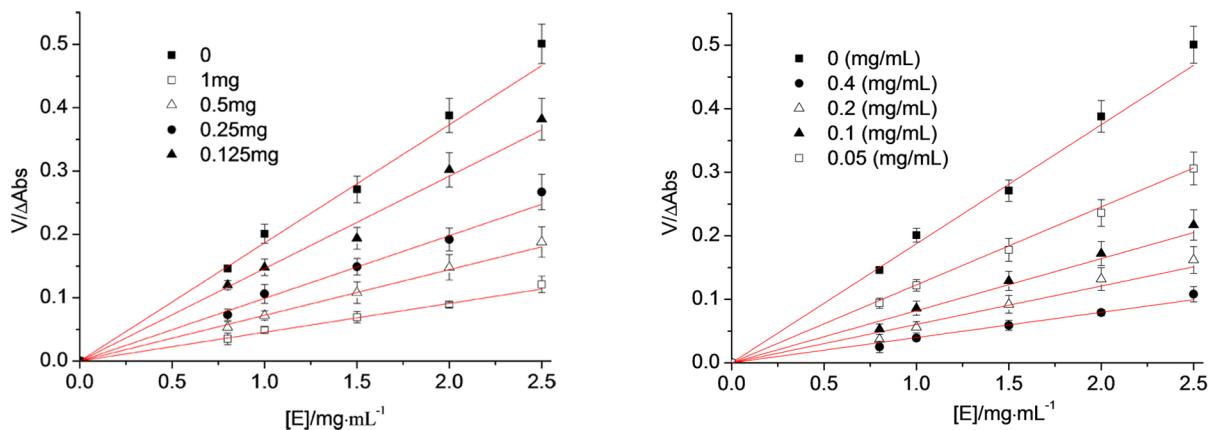 V/ΔAbs
0.5
0.4
0.3
0.2
0.1
0.0
0
1mg
0.5mg
0.25mg
0.125mg
0.0 0.5 1.0 1.5 2.0 2.5
[E]/mg·mL⁻¹
V/ΔAbs
0.5
0.4
0.3
0.2
0.1
0.0
0 (mg/mL)
0.4 (mg/mL)
0.2 (mg/mL)
0.1 (mg/mL)
0.05 (mg/mL)
0.0 0.5 1.0 1.5 2.0 2.5
[E]/mg·mL⁻¹